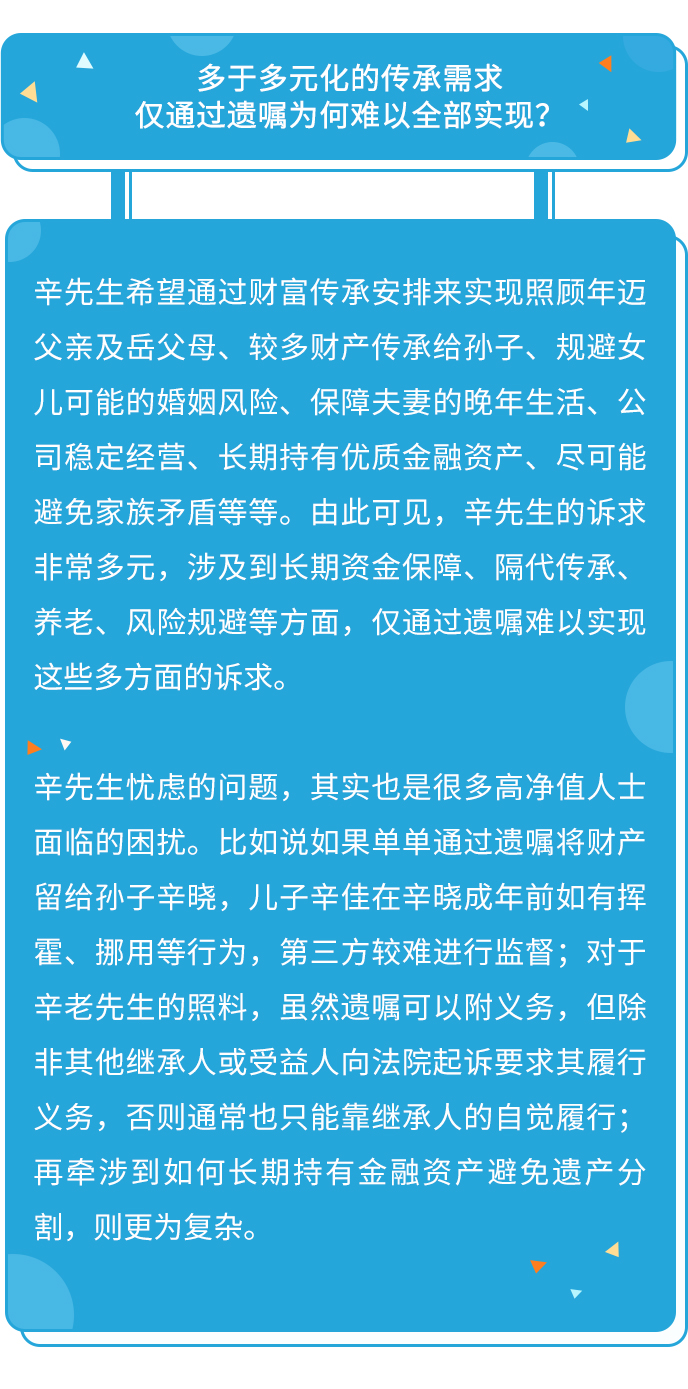 多于多元化的传承需求
仅通过遗嘱为何难以全部实现？
辛先生希望通过财富传承安排来实现照顾年迈
父亲及岳父母、较多财产传承给孙子、规避女
儿可能的婚姻风险、保障夫妻的晚年生活、公
司稳定经营、长期持有优质金融资产、尽可能
避免家族矛盾等等。由此可见，辛先生的诉求
非常多元，涉及到长期资金保障、隔代传承、
养老、风险规避等方面，仅通过遗嘱难以实现
这些多方面的诉求。
辛先生忧虑的问题，其实也是很多高净值人士
面临的困扰。比如说如果单单通过遗嘱将财产
留给孙子辛晓，儿子辛佳在辛晓成年前如有挥
霍、挪用等行为，第三方较难进行监督；对于
辛老先生的照料，虽然遗嘱可以附义务，但除
非其他继承人或受益人向法院起诉要求其履行
义务，否则通常也只能靠继承人的自觉履行；
再牵涉到如何长期持有金融资产避免遗产分
割，则更为复杂。